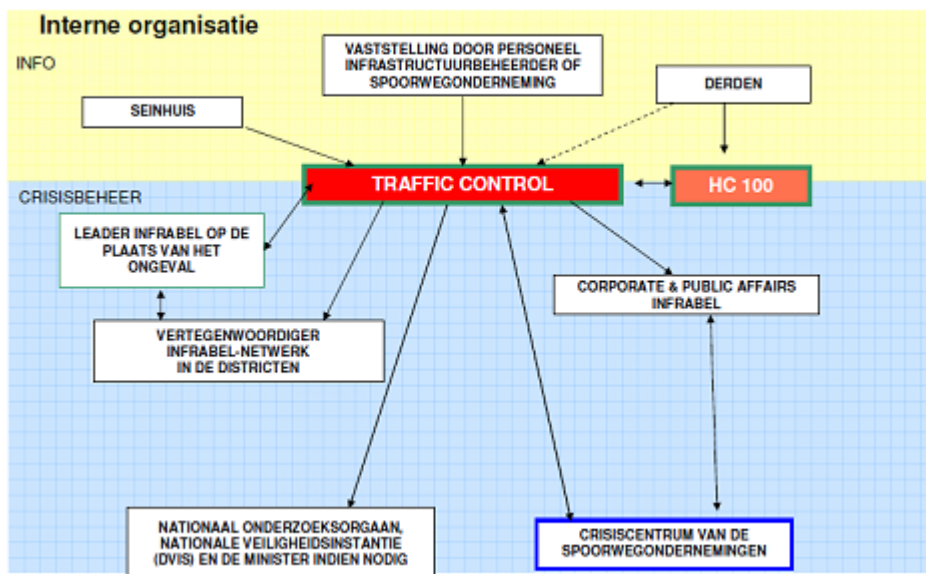 Interne organisatie
INFO
VASTSTELLING DOOR PERSONEEL
INFRASTRUCTUURBEHEERDER OF
SPOORWEGONDERNEMING
DERDEN
SEINHUIS
TRAFFIC CONTROL
HC 100
CRISISBEHEER
LEADER INFRABEL OP DE
PLAATS VAN HET
ONGEVAL
CORPORATE & PUBLIC AFFAIRS
INFRABEL
VERTEGENWOORDIGER
INFRABEL-NETWERK
IN DE DISTRICTEN
NATIONAAL ONDERZOEKSORGAAN,
NATIONALE VEILIGHEIDSINSTANTIE
(DVIS) EN DE MINISTER INDIEN NODIG
CRISISCENTRUM VAN DE
SPOORWEGONDERNEMINGEN